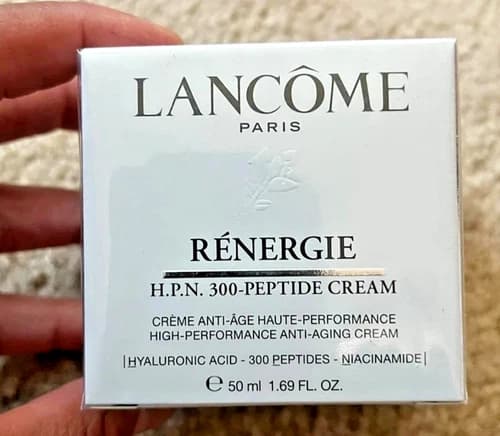 LANCÔME
PARIS
RÉNERGIE
H.P.N. 300-PEPTIDE CREAM
CRÈME ANTI-ÂGE HAUTE-PERFORMANCE
HIGH-PERFORMANCE ANTI-AGING CREAM
|HYALURONIC ACID - 300 PEPTIDES - NIACINAMIDE|
℮ 50 ml 1.69 FL. OZ.